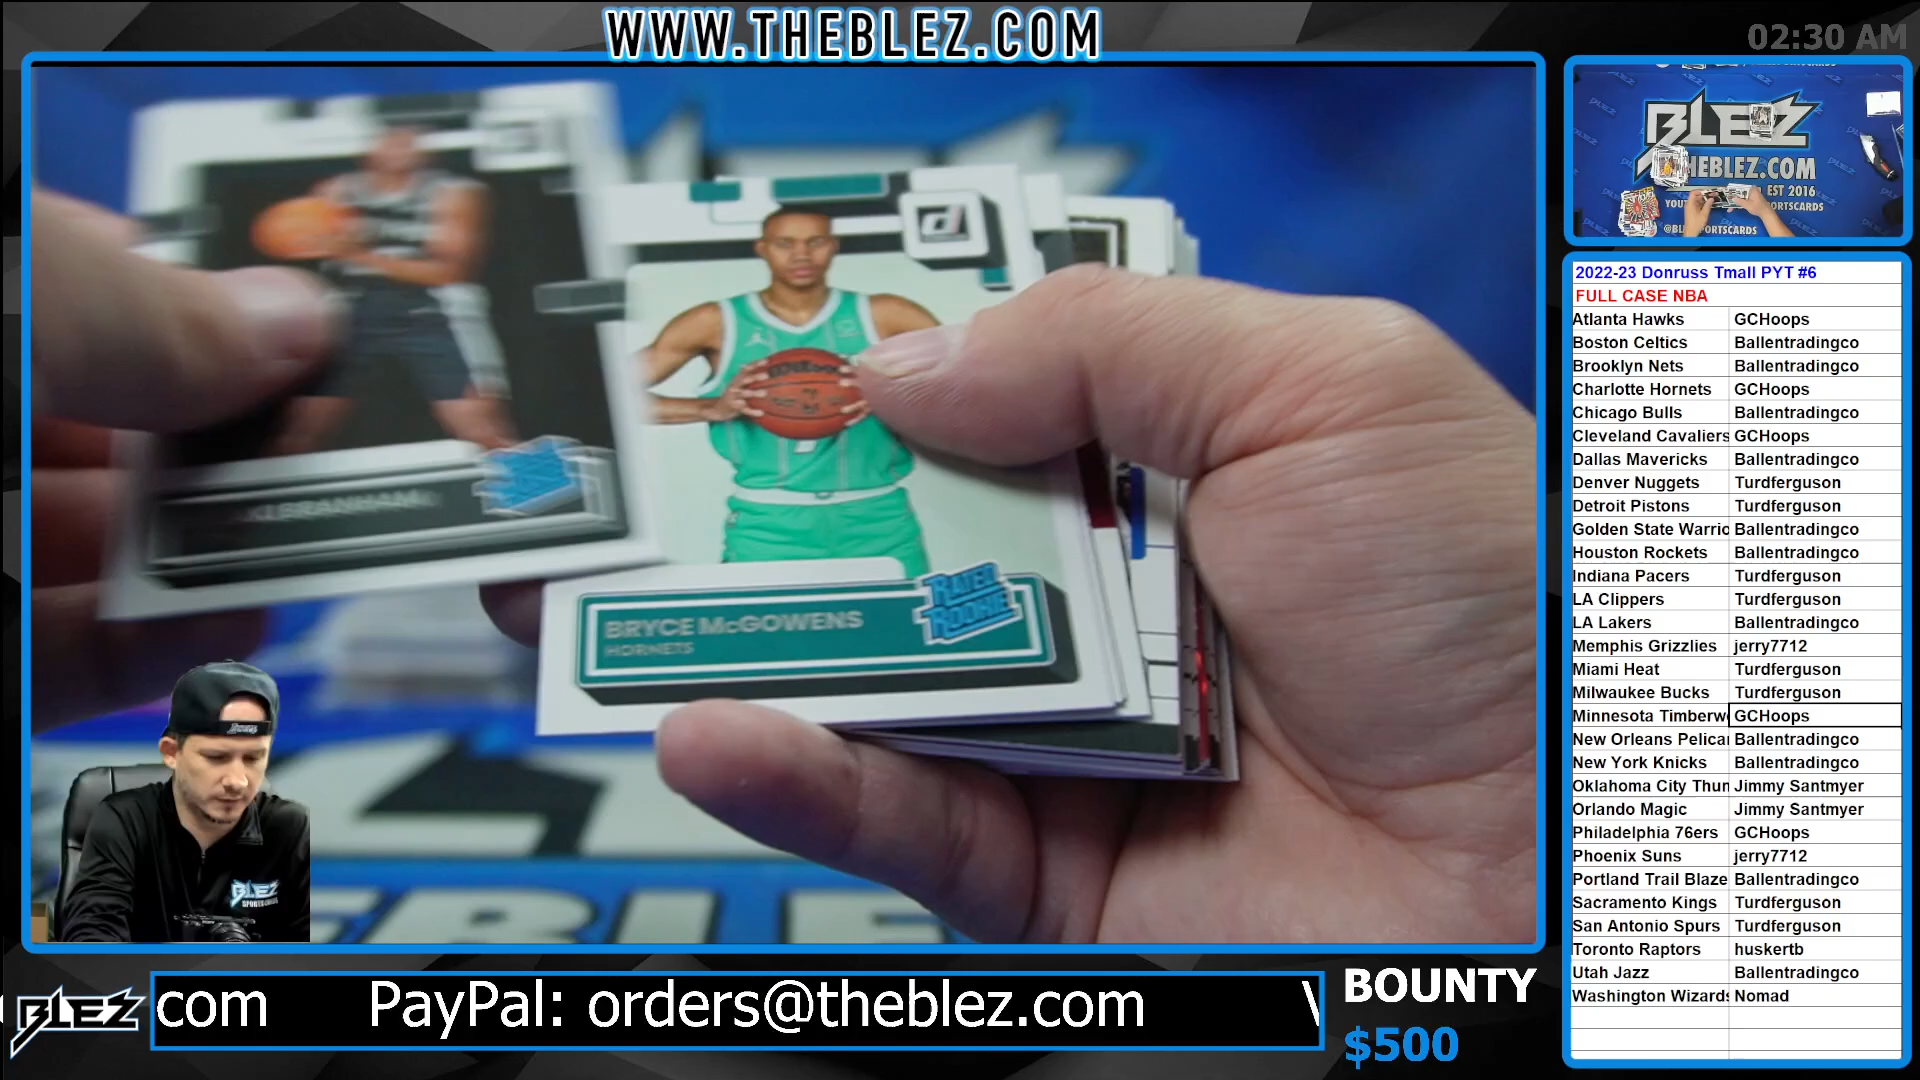 WWW.THEBLEZ.COM
02:30 AM
BRANHAM
BRYCE McGOWENS
HORNETS
RATED
ROOKIE
BLEZ
THEBLEZ.COM
EST 2016
2022-23 Donruss Tmall PYT #6
FULL CASE NBA
Atlanta Hawks GCHoops
Boston Celtics Ballentradingco
Brooklyn Nets Ballentradingco
Charlotte Hornets GCHoops
Chicago Bulls Ballentradingco
Cleveland Cavaliers GCHoops
Dallas Mavericks Ballentradingco
Denver Nuggets Turdferguson
Detroit Pistons Turdferguson
Golden State Warrio Ballentradingco
Houston Rockets Ballentradingco
Indiana Pacers Turdferguson
LA Clippers Turdferguson
LA Lakers Ballentradingco
Memphis Grizzlies jerry7712
Miami Heat Turdferguson
Milwaukee Bucks Turdferguson
Minnesota Timberw GCHoops
New Orleans Pelica Ballentradingco
New York Knicks Ballentradingco
Oklahoma City Thun Jimmy Santmyer
Orlando Magic Jimmy Santmyer
Philadelphia 76ers GCHoops
Phoenix Suns jerry7712
Portland Trail Blaze Ballentradingco
Sacramento Kings Turdferguson
San Antonio Spurs Turdferguson
Toronto Raptors huskertb
Utah Jazz Ballentradingco
Washington Wizards Nomad
BLEZ
BLEZ
com PayPal: orders@theblez.com
BOUNTY
$500